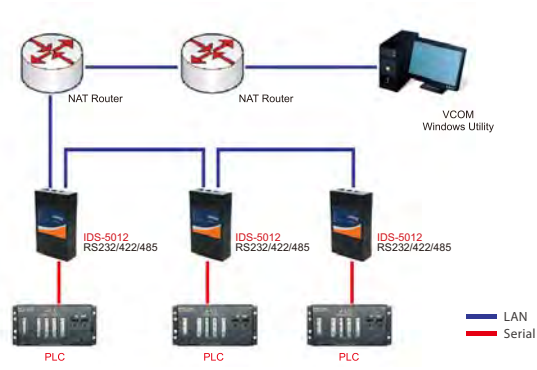 NAT Router
NAT Router
VCOM
Windows Utility
IDS-5012
RS232/422/485
IDS-5012
RS232/422/485
IDS-5012
RS232/422/485
LAN
Serial
PLC
PLC
PLC